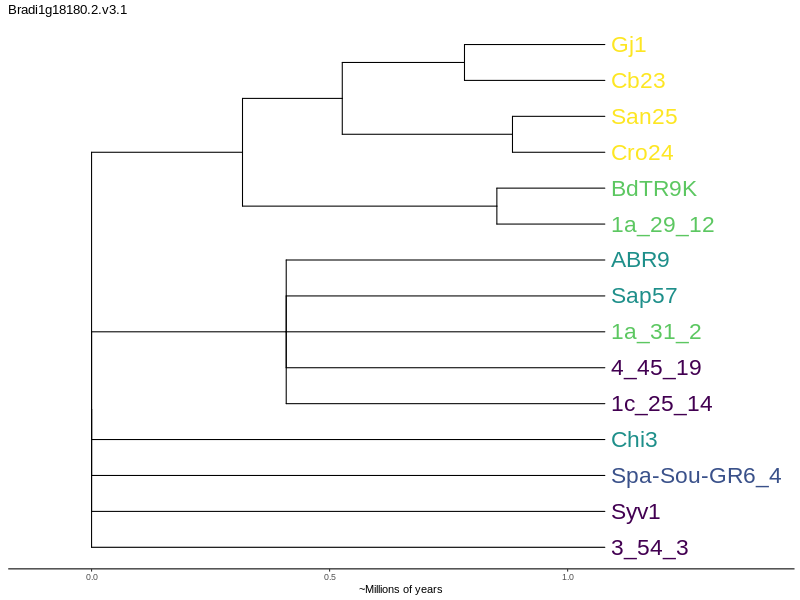 Bradi1g18180.2.v3.1
Gj1
Cb23
San25
Cro24
BdTR9K
1a_29_12
ABR9
Sap57
1a_31_2
4_45_19
1c_25_14
Chi3
Spa-Sou-GR6_4
Syv1
3_54_3
0.0 0.5 1.0
~Millions of years